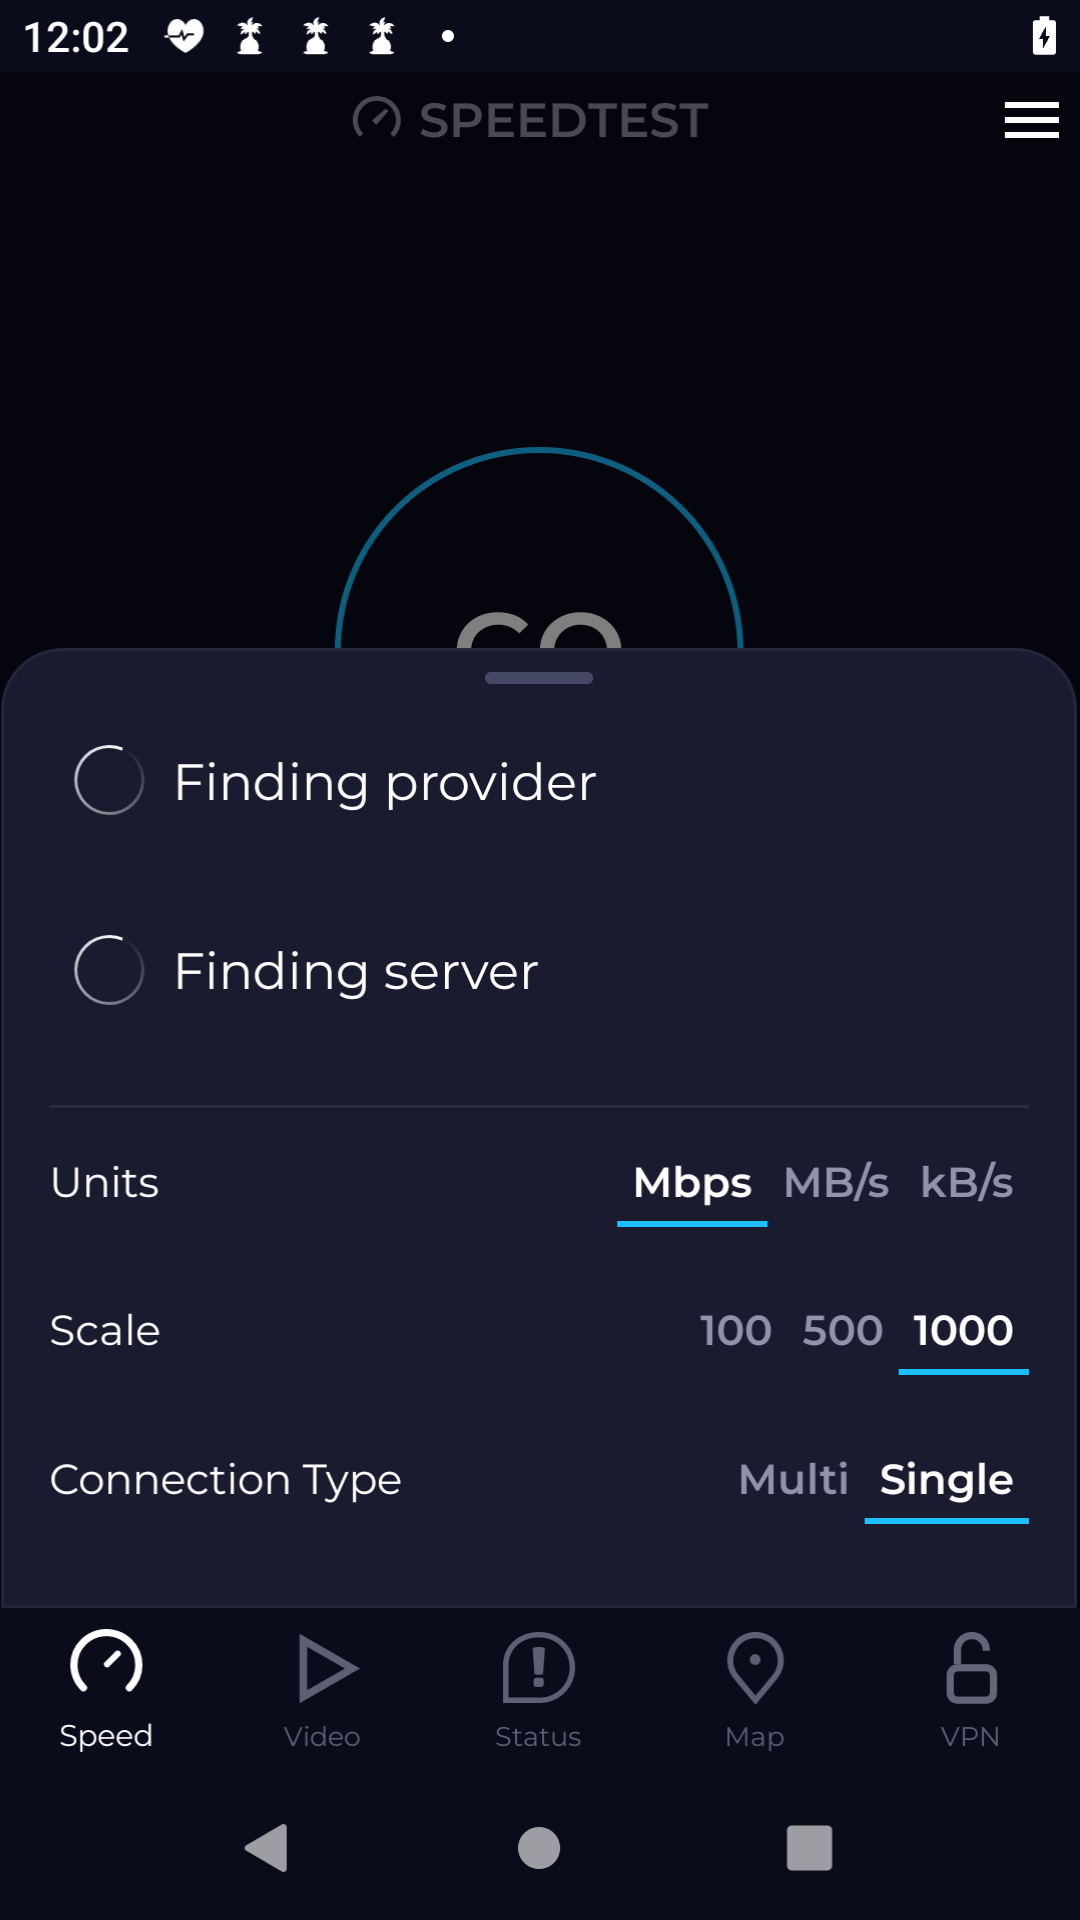 12:02
SPEEDTEST
GO
Finding provider
Finding server
Units Mbps MB/s kB/s
Scale 100 500 1000
Connection Type Multi Single
Speed Video Status Map VPN